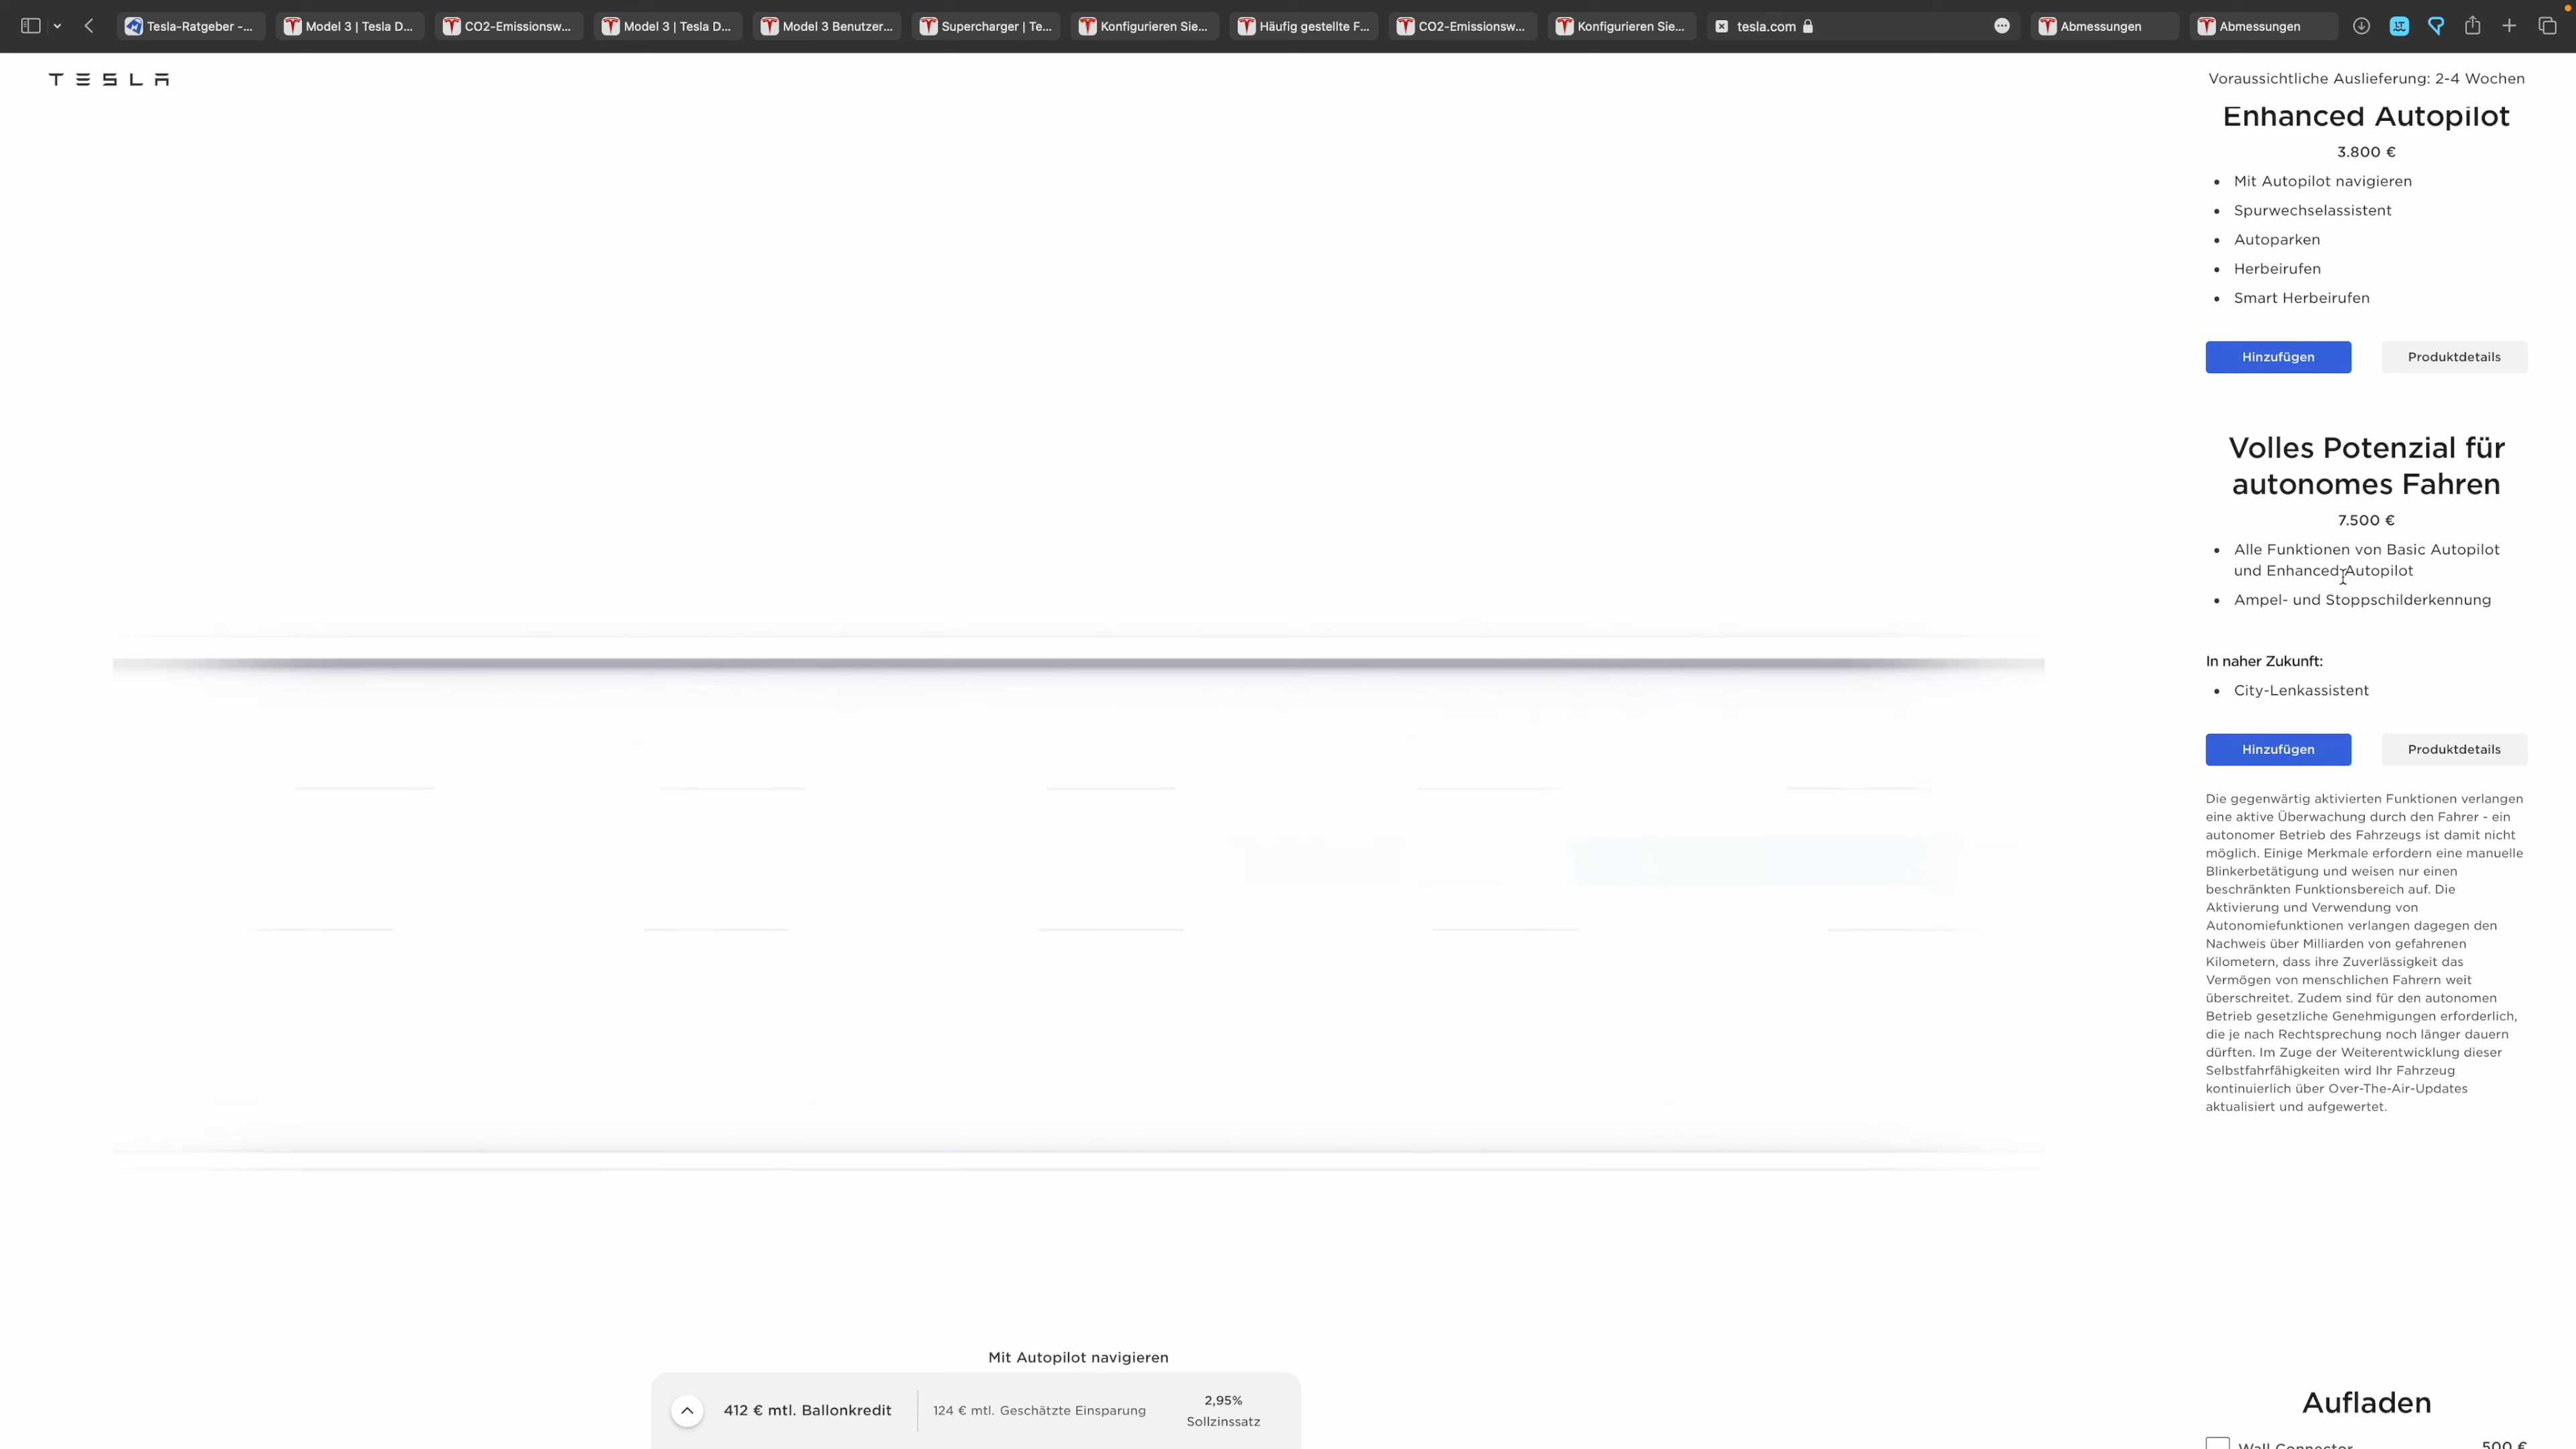 Tesla-Ratgeber -...
Model 3 | Tesla D...
CO2-Emissionsw...
Model 3 | Tesla D...
Model 3 Benutzer...
Supercharger | Te...
Konfigurieren Sie...
Häufig gestellte F...
CO2-Emissionsw...
Konfigurieren Sie...
tesla.com
Abmessungen
Abmessungen
TESLA
Voraussichtliche Auslieferung: 2-4 Wochen
Enhanced Autopilot
3.800 €
• Mit Autopilot navigieren
• Spurwechselassistent
• Autoparken
• Herbeirufen
• Smart Herbeirufen
Hinzufügen
Produktdetails
Volles Potenzial für
autonomes Fahren
7.500 €
• Alle Funktionen von Basic Autopilot
und Enhanced Autopilot
• Ampel- und Stoppschilderkennung
In naher Zukunft:
• City-Lenkassistent
Hinzufügen
Produktdetails
Die gegenwärtig aktivierten Funktionen verlangen
eine aktive Überwachung durch den Fahrer - ein
autonomer Betrieb des Fahrzeugs ist damit nicht
möglich. Einige Merkmale erfordern eine manuelle
Blinkerbetätigung und weisen nur einen
beschränkten Funktionsbereich auf. Die
Aktivierung und Verwendung von
Autonomiefunktionen verlangen dagegen den
Nachweis über Milliarden von gefahrenen
Kilometern, dass ihre Zuverlässigkeit das
Vermögen von menschlichen Fahrern weit
überschreitet. Zudem sind für den autonomen
Betrieb gesetzliche Genehmigungen erforderlich,
die je nach Rechtsprechung noch länger dauern
dürften. Im Zuge der Weiterentwicklung dieser
Selbstfahrfähigkeiten wird Ihr Fahrzeug
kontinuierlich über Over-The-Air-Updates
aktualisiert und aufgewertet.
Mit Autopilot navigieren
412 € mtl. Ballonkredit
124 € mtl. Geschätzte Einsparung
2,95%
Sollzinssatz
Aufladen
Wall Connector
500 €